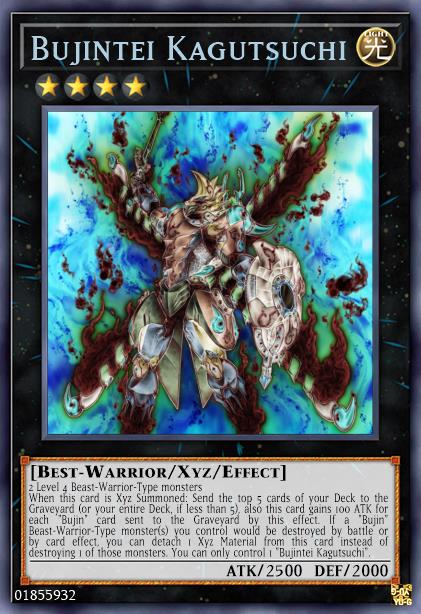 Bujintei Kagutsuchi
LIGHT
光
[Best-Warrior/Xyz/Effect]
2 Level 4 Beast-Warrior-Type monsters
When this card is Xyz Summoned: Send the top 5 cards of your Deck to the
Graveyard (or your entire Deck, if less than 5), also this card gains 100 ATK for
each "Bujin" card sent to the Graveyard by this effect. If a "Bujin"
Beast-Warrior-Type monster(s) you control would be destroyed by battle or
by card effect, you can detach 1 Xyz Material from this card instead of
destroying 1 of those monsters. You can only control 1 "Bujintei Kagutsuchi".
ATK/2500 DEF/2000
01855932